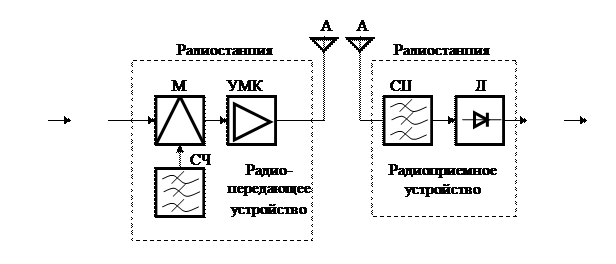 А А
Радиостанция Радиостанция
М УМК СП Д
СЧ
Радио-
передающее
устройство
Радиоприемное
устройство